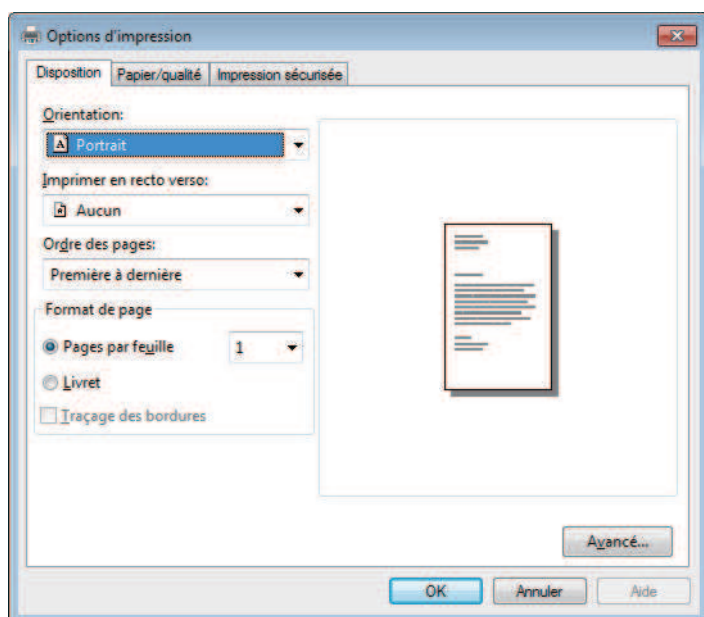 Options d'impression
Disposition Papier/qualité Impression sécurisée
Orientation:
Portrait
Imprimer en recto verso:
Aucun
Ordre des pages:
Première à dernière
Format de page
Pages par feuille 1
Livret
Traçage des bordures
Avancé...
OK Annuler Aide